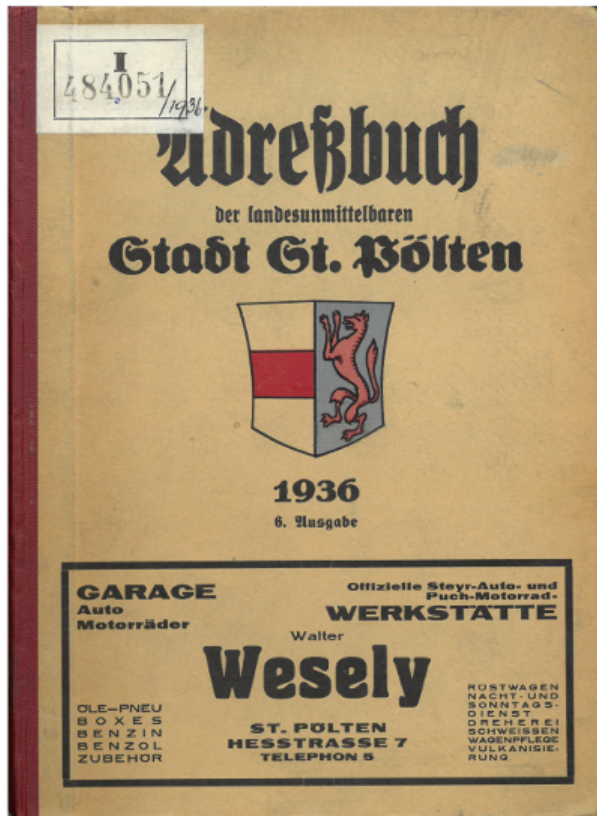 I
484051/1936.
Adreßbuch
der landesunmittelbaren
Stadt St. Pölten
1936
6. Ausgabe
GARAGE
Auto
Motorräder
Offizielle Steyr-Auto- und
Puch-Motorrad-
WERKSTÄTTE
Walter
Wesely
ÖLE–PNEU
BOXES
BENZIN
BENZOL
ZUBEHÖR
ST. PÖLTEN
HESSTRASSE 7
TELEPHON 5
RÜSTWAGEN
NACHT- UND
SONNTAGS-
DIENST
DREHEREI
SCHWEISSEN
WAGENPFLEGE
VULKANISIE-
RUNG